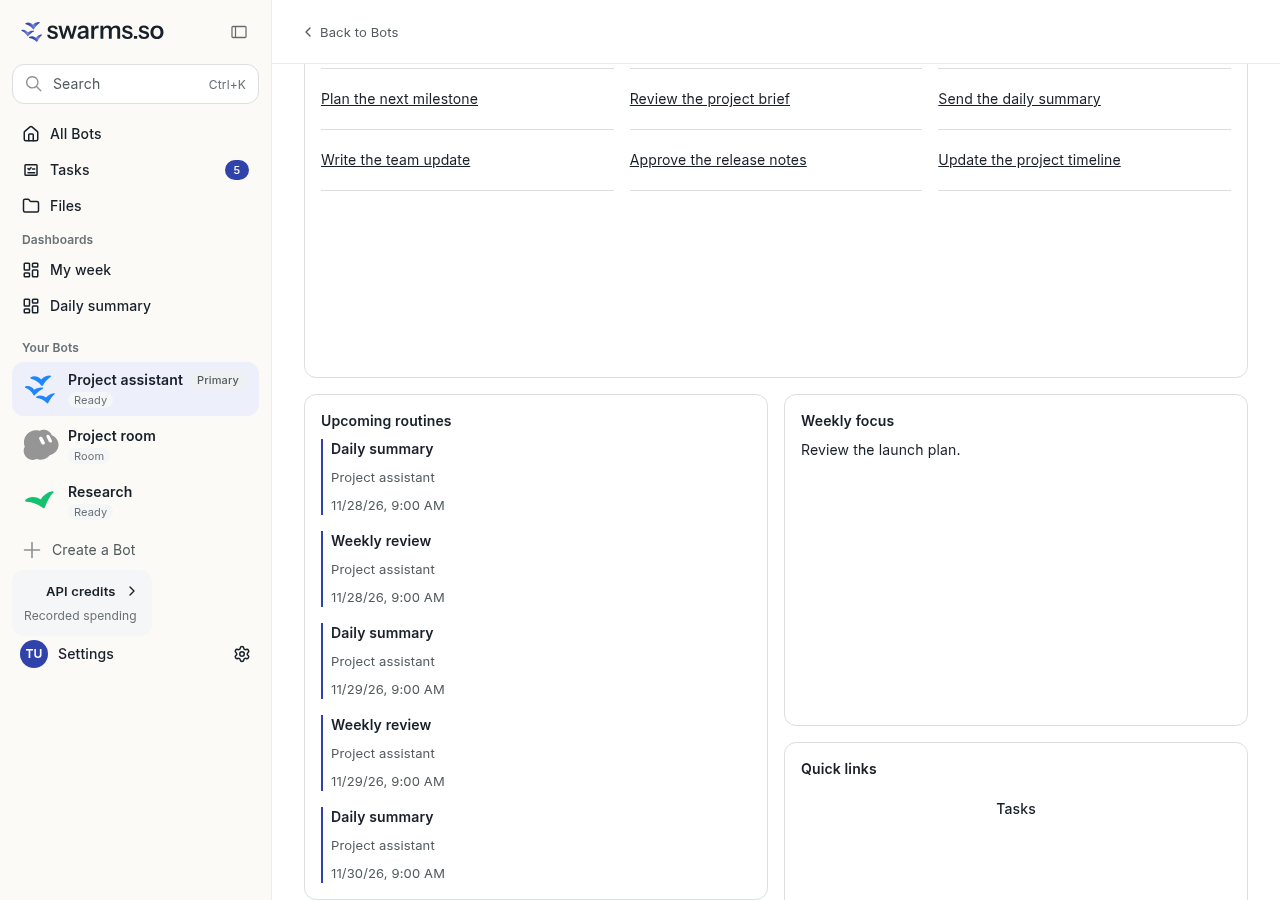 swarms.so
Search Ctrl+K
All Bots
Tasks 5
Files
Dashboards
My week
Daily summary
Your Bots
Project assistant Primary
Ready
Project room
Room
Research
Ready
Create a Bot
API credits
Recorded spending
TU Settings
Back to Bots
Plan the next milestone Review the project brief Send the daily summary
Write the team update Approve the release notes Update the project timeline
Upcoming routines
Daily summary
Project assistant
11/28/26, 9:00 AM
Weekly review
Project assistant
11/28/26, 9:00 AM
Daily summary
Project assistant
11/29/26, 9:00 AM
Weekly review
Project assistant
11/29/26, 9:00 AM
Daily summary
Project assistant
11/30/26, 9:00 AM
Weekly focus
Review the launch plan.
Quick links
Tasks